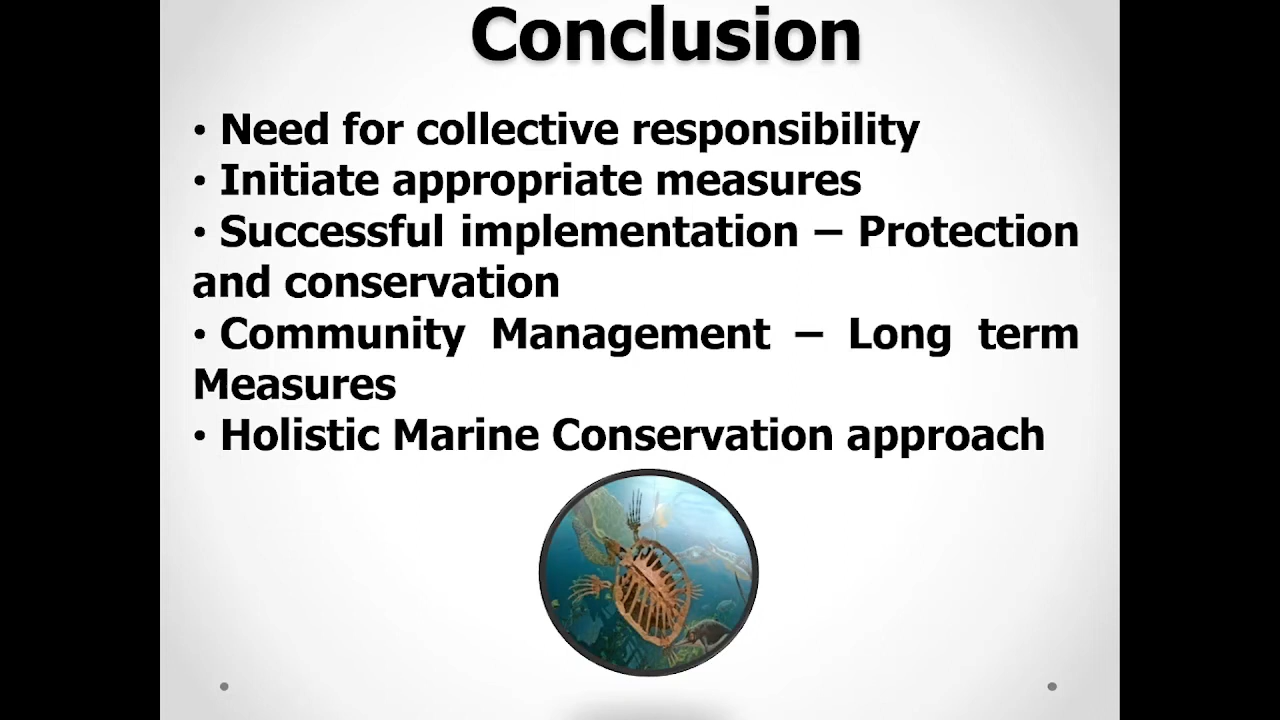 Conclusion
• Need for collective responsibility
• Initiate appropriate measures
• Successful implementation – Protection
and conservation
• Community Management – Long term
Measures
• Holistic Marine Conservation approach